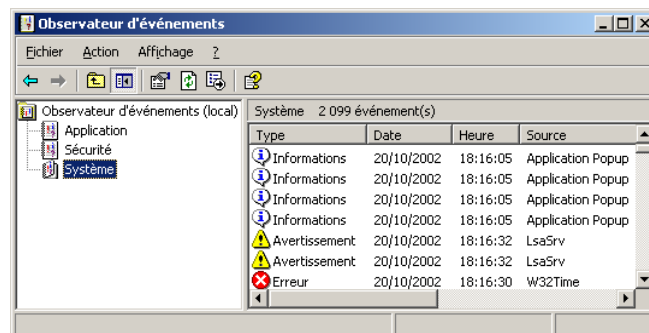 Observateur d'événements
Fichier Action Affichage ?
Observateur d'événements (local)
Application
Sécurité
Système
Système 2 099 événement(s)
Type Date Heure Source
Informations 20/10/2002 18:16:05 Application Popup
Informations 20/10/2002 18:16:05 Application Popup
Informations 20/10/2002 18:16:05 Application Popup
Informations 20/10/2002 18:16:05 Application Popup
Avertissement 20/10/2002 18:16:32 LsaSrv
Avertissement 20/10/2002 18:16:32 LsaSrv
Erreur 20/10/2002 18:16:30 W32Time